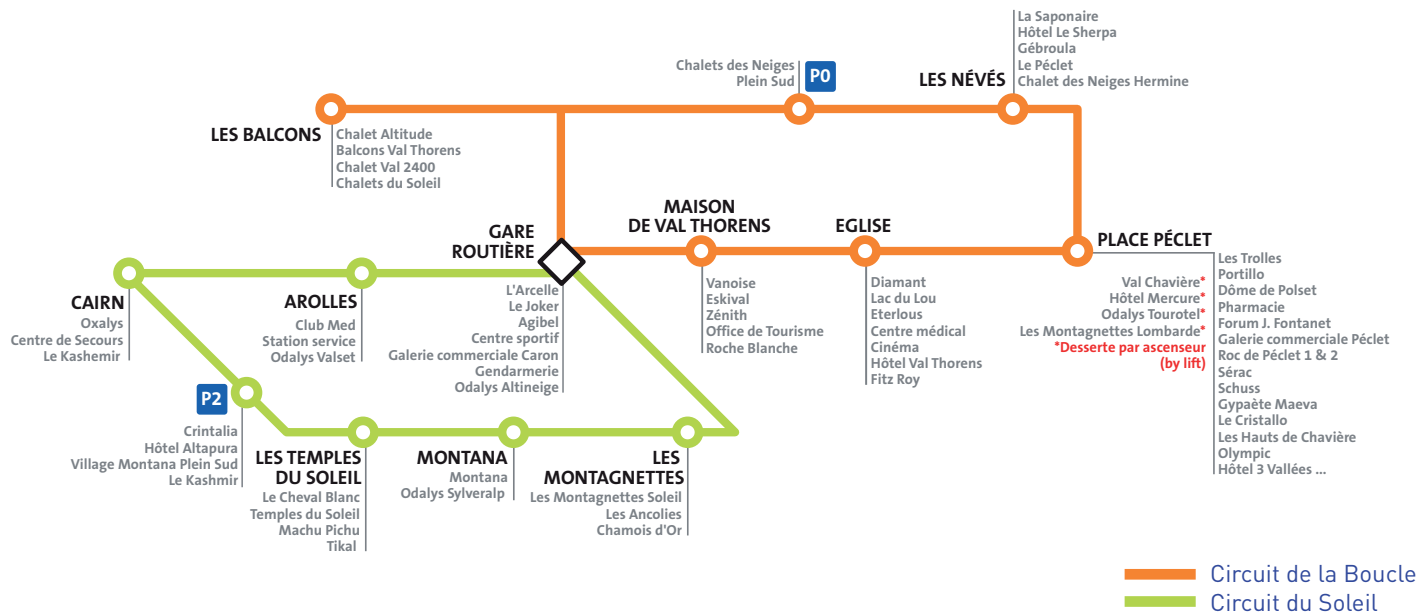 La Saponaire
Hôtel Le Sherpa
Gébroula
Le Péclet
Chalet des Neiges Hermine
LES NÉVÉS
Chalets des Neiges
Plein Sud
P0
LES BALCONS
Chalet Altitude
Balcons Val Thorens
Chalet Val 2400
Chalets du Soleil
GARE
ROUTIÈRE
L'Arcelle
Le Joker
Agibel
Centre sportif
Galerie commerciale Caron
Gendarmerie
Odalys Altineige
MAISON
DE VAL THORENS
Vanoise
Eskival
Zénith
Office de Tourisme
Roche Blanche
EGLISE
Diamant
Lac du Lou
Eterlous
Centre médical
Cinéma
Hôtel Val Thorens
Fitz Roy
PLACE PÉCLET
Val Chavière*
Hôtel Mercure*
Odalys Tourotel*
Les Montagnettes Lombarde*
*Desserte par ascenseur
(by lift)
Les Trolles
Portillo
Dôme de Polset
Pharmacie
Forum J. Fontanet
Galerie commerciale Péclet
Roc de Péclet 1 & 2
Sérac
Schuss
Gypaète Maeva
Le Cristallo
Les Hauts de Chavière
Olympic
Hôtel 3 Vallées ...
CAIRN
Oxalys
Centre de Secours
Le Kashemir
AROLLES
Club Med
Station service
Odalys Valset
P2
Crintalia
Hôtel Altapura
Village Montana Plein Sud
Le Kashmir
LES TEMPLES
DU SOLEIL
Le Cheval Blanc
Temples du Soleil
Machu Pichu
Tikal
MONTANA
Montana
Odalys Sylveralp
LES
MONTAGNETTES
Les Montagnettes Soleil
Les Ancolies
Chamois d'Or
Circuit de la Boucle
Circuit du Soleil